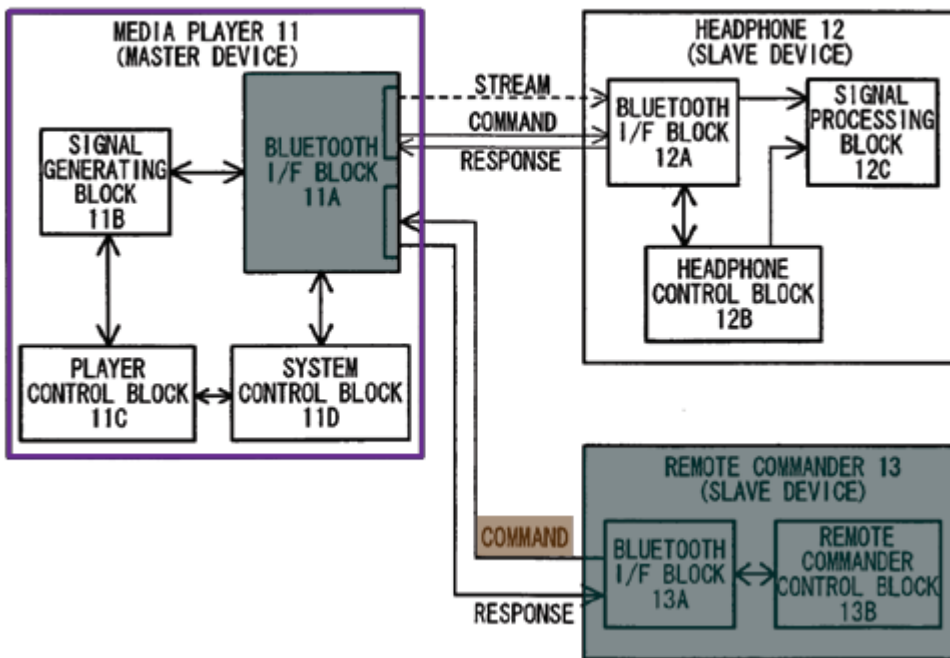 MEDIA PLAYER 11
(MASTER DEVICE)
SIGNAL
GENERATING
BLOCK
11B
BLUETOOTH
I/F BLOCK
11A
PLAYER
CONTROL BLOCK
11C
SYSTEM
CONTROL BLOCK
11D
STREAM
COMMAND
RESPONSE
HEADPHONE 12
(SLAVE DEVICE)
BLUETOOTH
I/F BLOCK
12A
SIGNAL
PROCESSING
BLOCK
12C
HEADPHONE
CONTROL BLOCK
12B
COMMAND
RESPONSE
REMOTE COMMANDER 13
(SLAVE DEVICE)
BLUETOOTH
I/F BLOCK
13A
REMOTE
COMMANDER
CONTROL BLOCK
13B